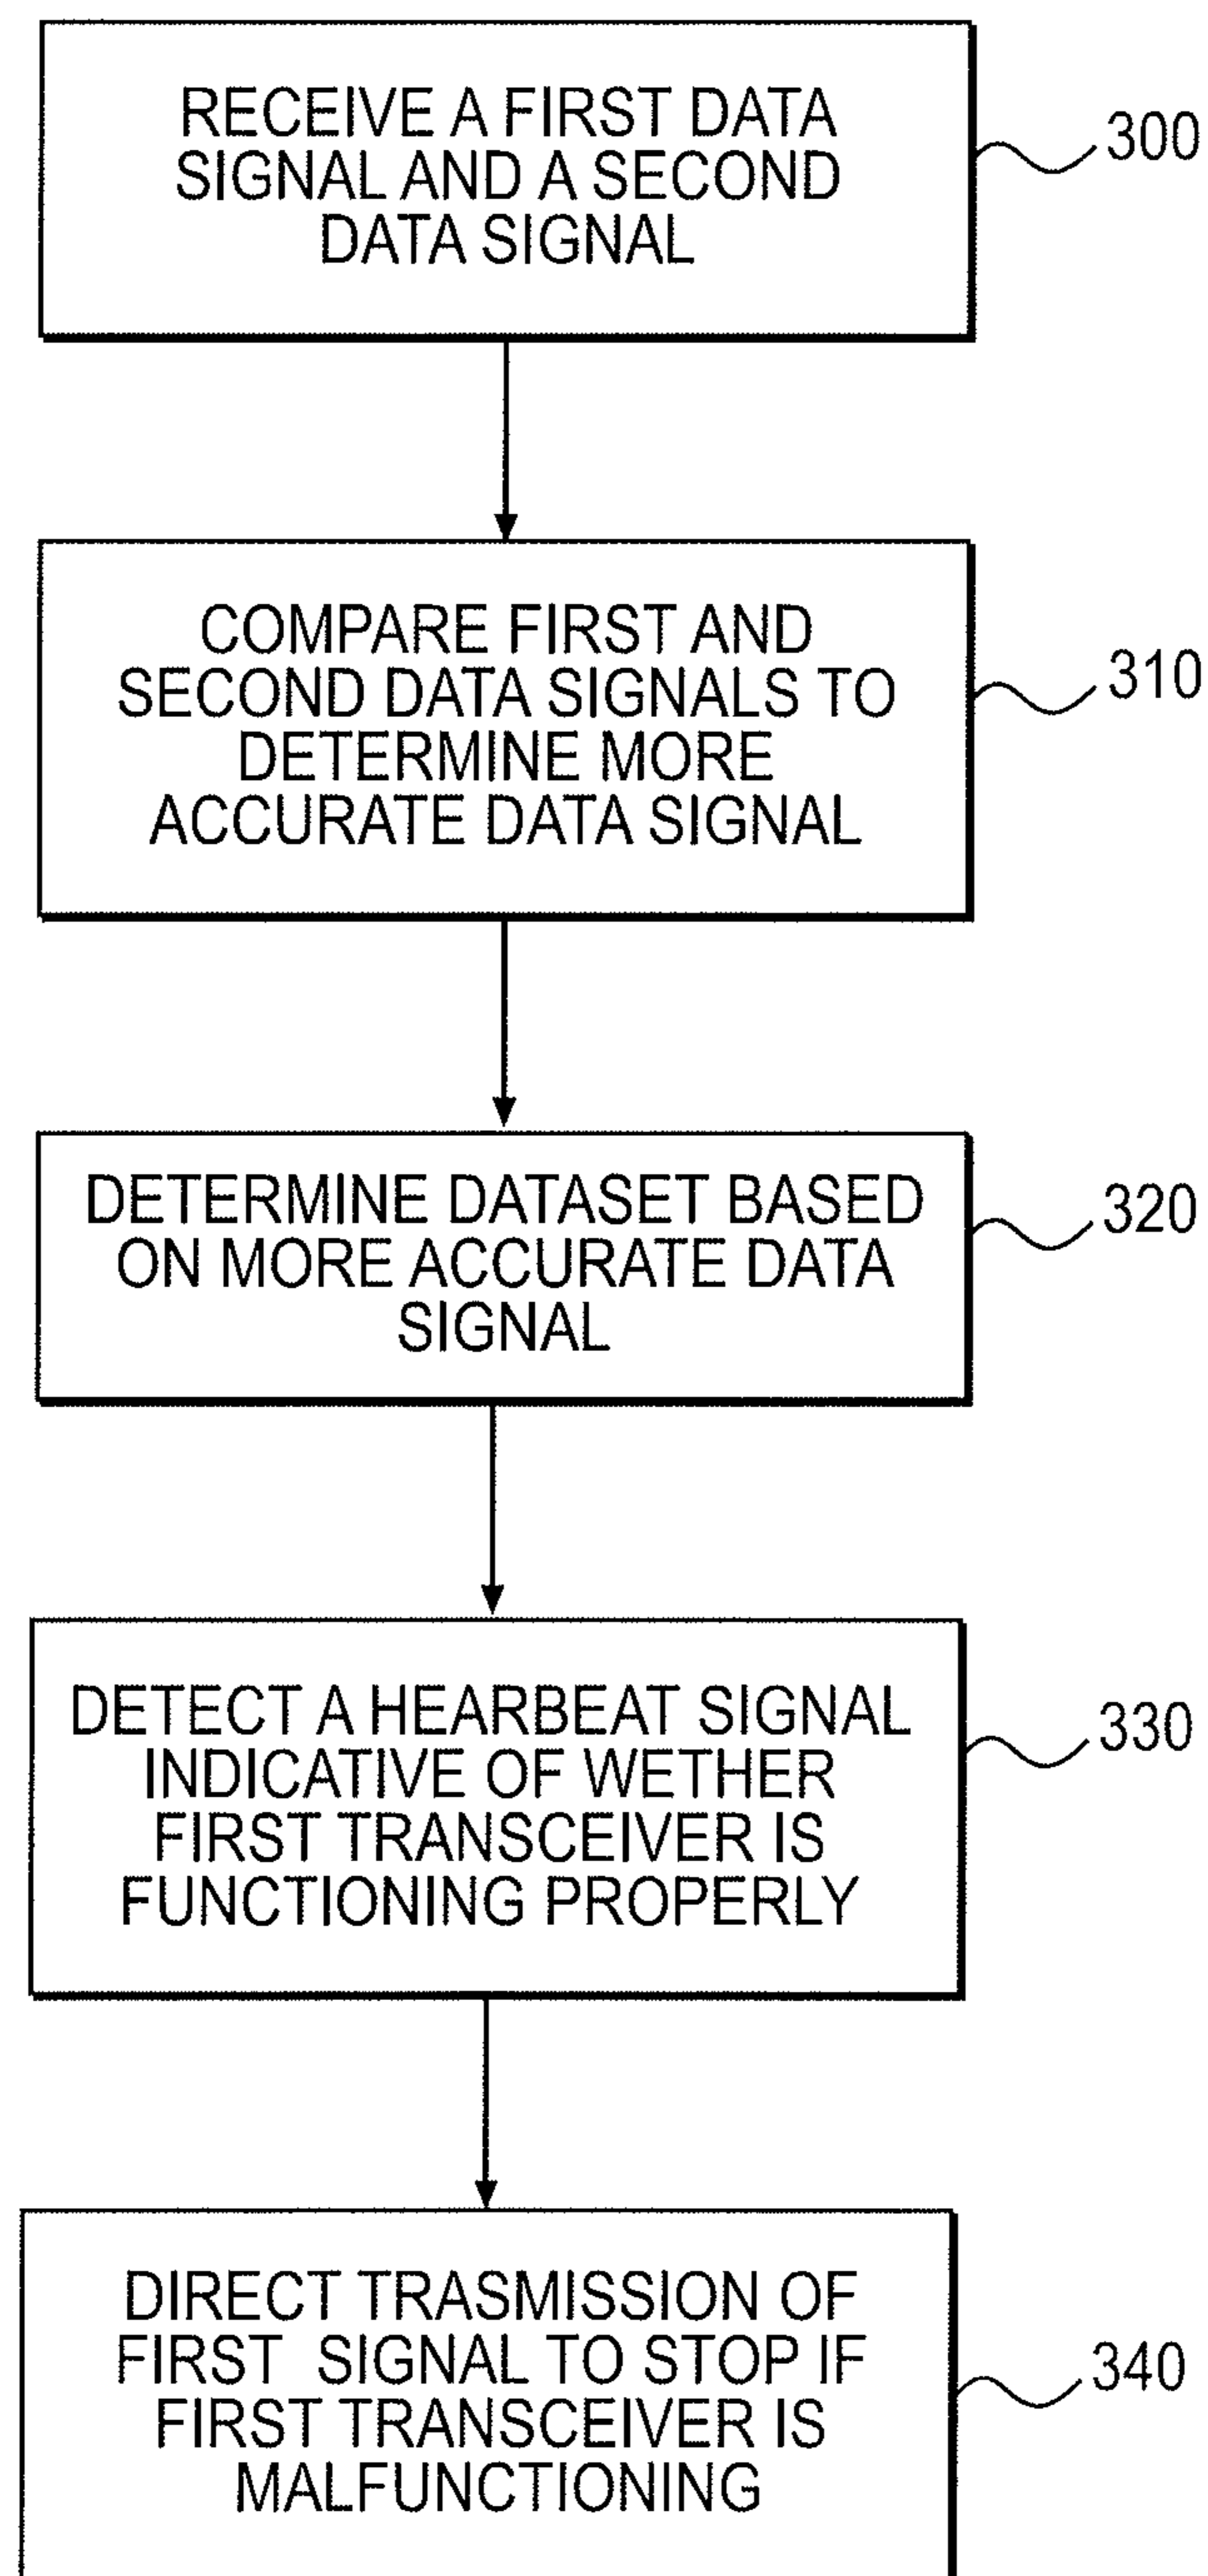 RECEIVE A FIRST DATA
SIGNAL AND A SECOND
DATA SIGNAL
300
COMPARE FIRST AND
SECOND DATA SIGNALS TO
DETERMINE MORE
ACCURATE DATA SIGNAL
310
DETERMINE DATASET BASED
ON MORE ACCURATE DATA
SIGNAL
320
DETECT A HEARBEAT SIGNAL
INDICATIVE OF WETHER
FIRST TRANSCEIVER IS
FUNCTIONING PROPERLY
330
DIRECT TRASMISSION OF
FIRST SIGNAL TO STOP IF
FIRST TRANSCEIVER IS
MALFUNCTIONING
340